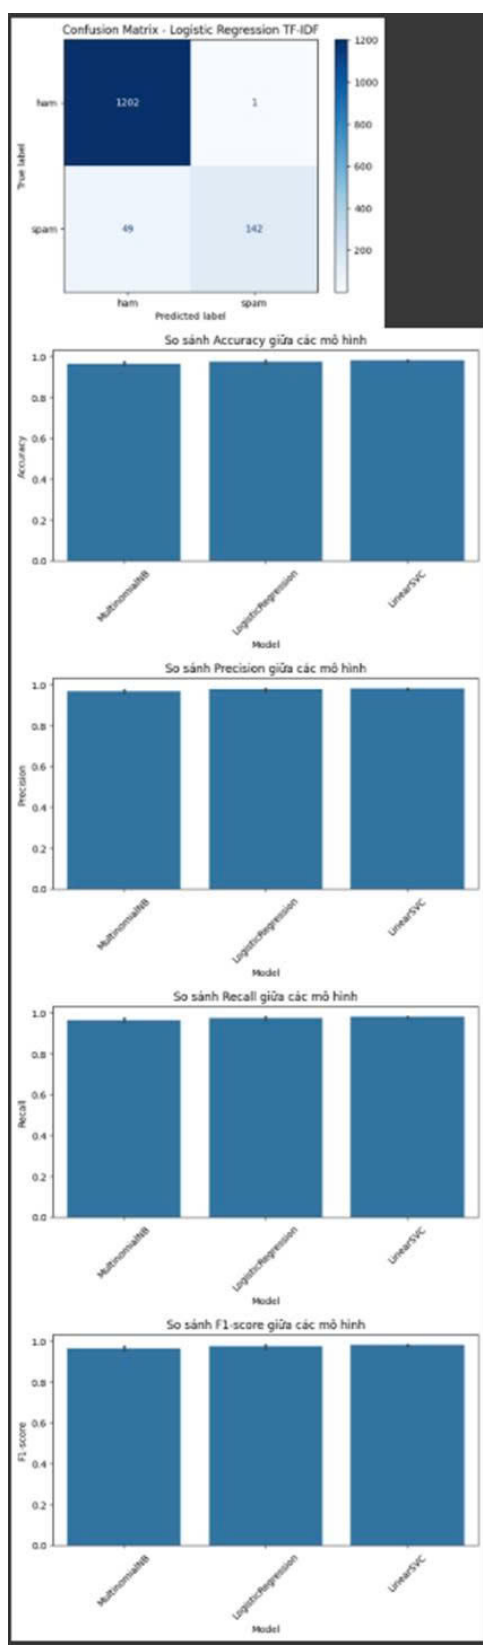 Confusion Matrix - Logistic Regression TF-IDF
1200
1000
800
600
400
200
True label
ham
1202
1
spam
49
142
ham
spam
Predicted label
So sánh Accuracy giữa các mô hình
1.0
0.8
0.6
0.4
0.2
0.0
Accuracy
MultinomialNB
LogisticRegression
LinearSVC
Model
So sánh Precision giữa các mô hình
1.0
0.8
0.6
0.4
0.2
0.0
Precision
MultinomialNB
LogisticRegression
LinearSVC
Model
So sánh Recall giữa các mô hình
1.0
0.8
0.6
0.4
0.2
0.0
Recall
MultinomialNB
LogisticRegression
LinearSVC
Model
So sánh F1-score giữa các mô hình
1.0
0.8
0.6
0.4
0.2
0.0
F1-score
MultinomialNB
LogisticRegression
LinearSVC
Model